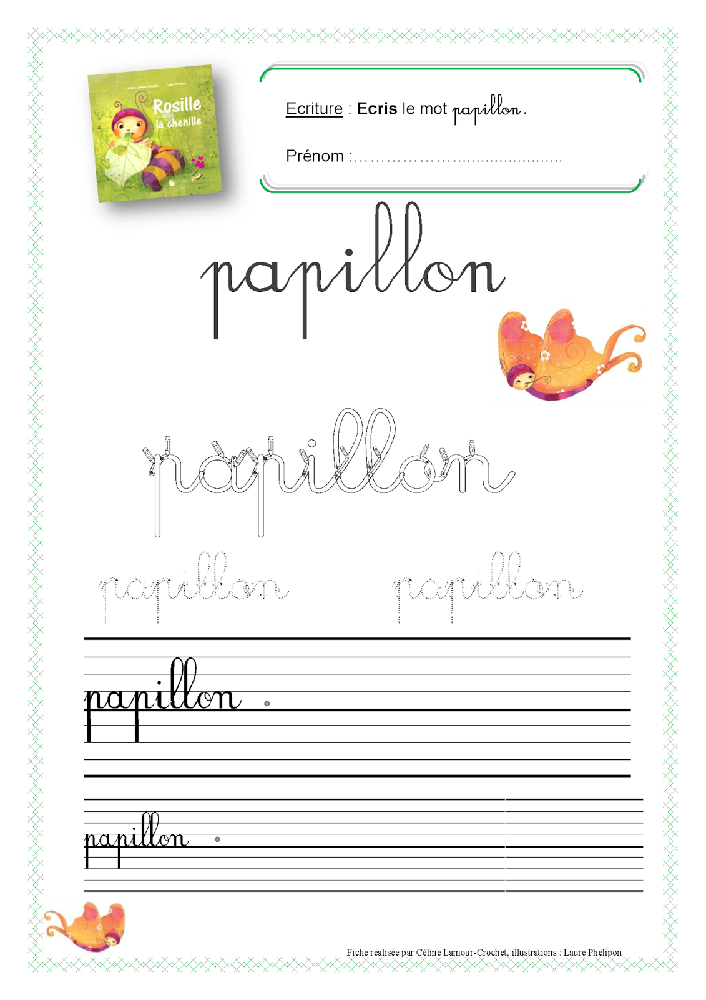 Céline Lamour-Crochet Laure Phélipon
Rosille
la chenille
Ecriture : Ecris le mot papillon.
Prénom :……………….......................
papillon
papillon
papillon papillon
papillon
papillon
Fiche réalisée par Céline Lamour-Crochet, illustrations : Laure Phélipon